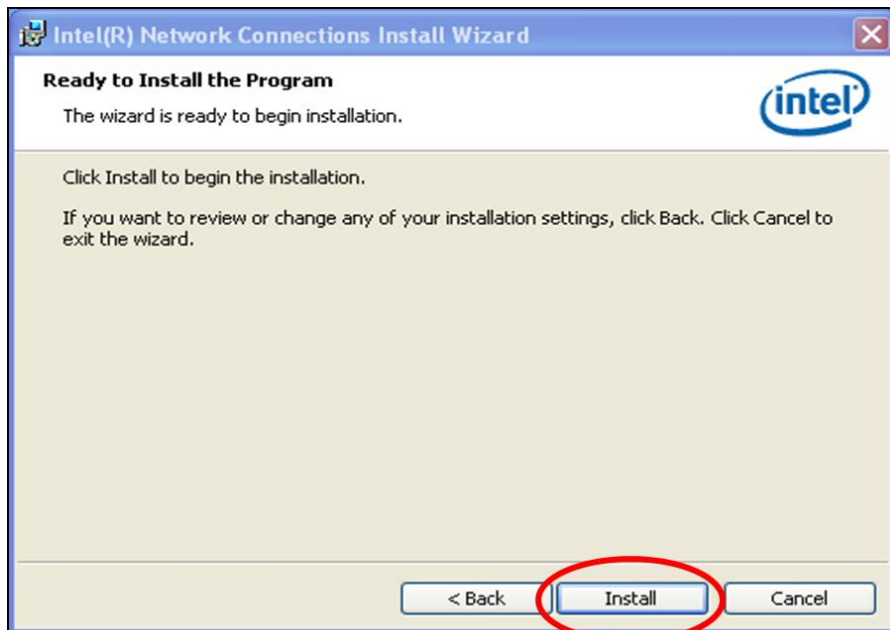 Intel(R) Network Connections Install Wizard
Ready to Install the Program
The wizard is ready to begin installation.
intel
Click Install to begin the installation.
If you want to review or change any of your installation settings, click Back. Click Cancel to
exit the wizard.
< Back
Install
Cancel